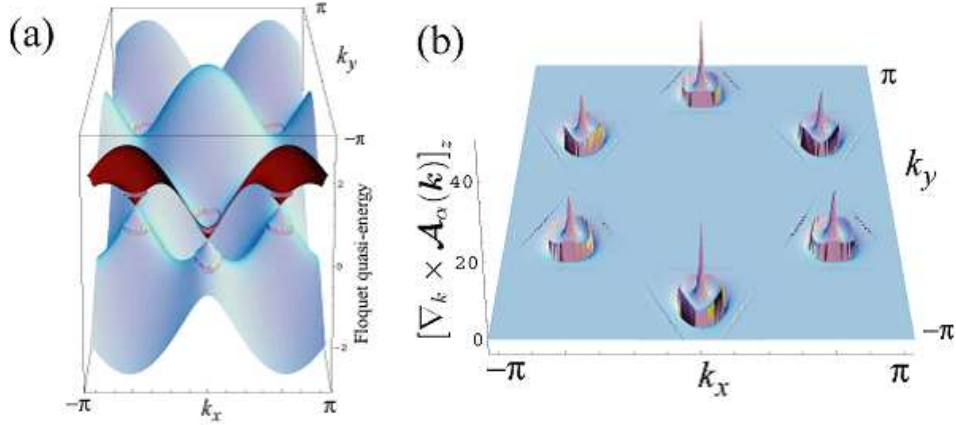 (a)
π
k_y
−π
2
0
−2
Floquet quasi-energy
−π
k_x
π
(b)
π
k_y
−π
[∇_k × 𝓐_α(k)]_z
40
20
0
−π
k_x
π